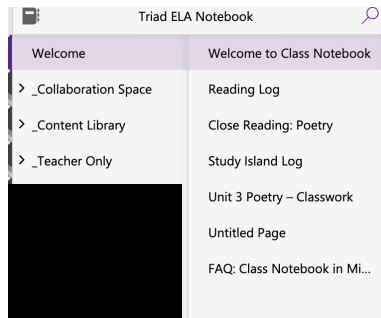 Triad ELA Notebook
Welcome
_Collaboration Space
_Content Library
_Teacher Only
Welcome to Class Notebook
Reading Log
Close Reading: Poetry
Study Island Log
Unit 3 Poetry – Classwork
Untitled Page
FAQ: Class Notebook in Mi...